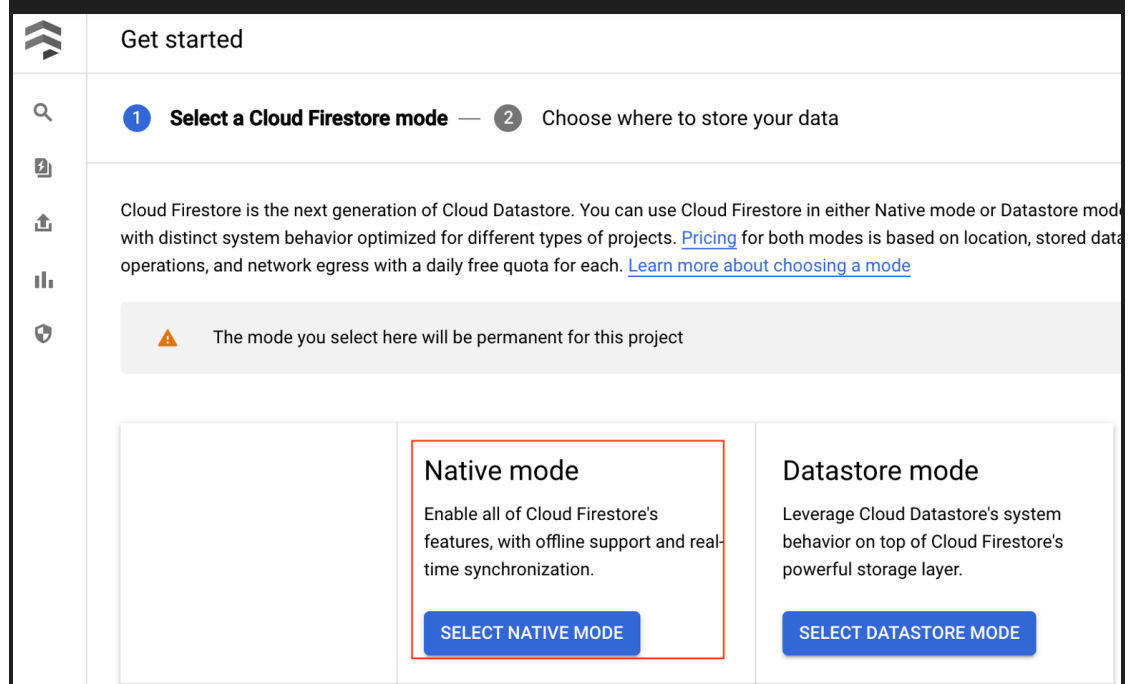 Get started
1 Select a Cloud Firestore mode — 2 Choose where to store your data
Cloud Firestore is the next generation of Cloud Datastore. You can use Cloud Firestore in either Native mode or Datastore mod
with distinct system behavior optimized for different types of projects. Pricing for both modes is based on location, stored data
operations, and network egress with a daily free quota for each. Learn more about choosing a mode
The mode you select here will be permanent for this project
Native mode
Enable all of Cloud Firestore's
features, with offline support and real-
time synchronization.
SELECT NATIVE MODE
Datastore mode
Leverage Cloud Datastore's system
behavior on top of Cloud Firestore's
powerful storage layer.
SELECT DATASTORE MODE